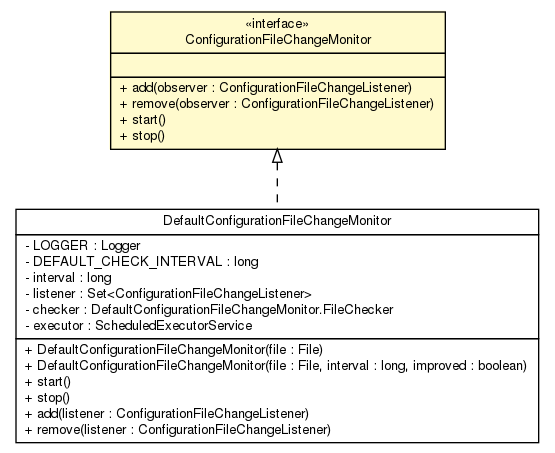 «interface»
ConfigurationFileChangeMonitor
+ add(observer : ConfigurationFileChangeListener)
+ remove(observer : ConfigurationFileChangeListener)
+ start()
+ stop()
DefaultConfigurationFileChangeMonitor
- LOGGER : Logger
- DEFAULT_CHECK_INTERVAL : long
- interval : long
- listener : Set<ConfigurationFileChangeListener>
- checker : DefaultConfigurationFileChangeMonitor.FileChecker
- executor : ScheduledExecutorService
+ DefaultConfigurationFileChangeMonitor(file : File)
+ DefaultConfigurationFileChangeMonitor(file : File, interval : long, improved : boolean)
+ start()
+ stop()
+ add(listener : ConfigurationFileChangeListener)
+ remove(listener : ConfigurationFileChangeListener)